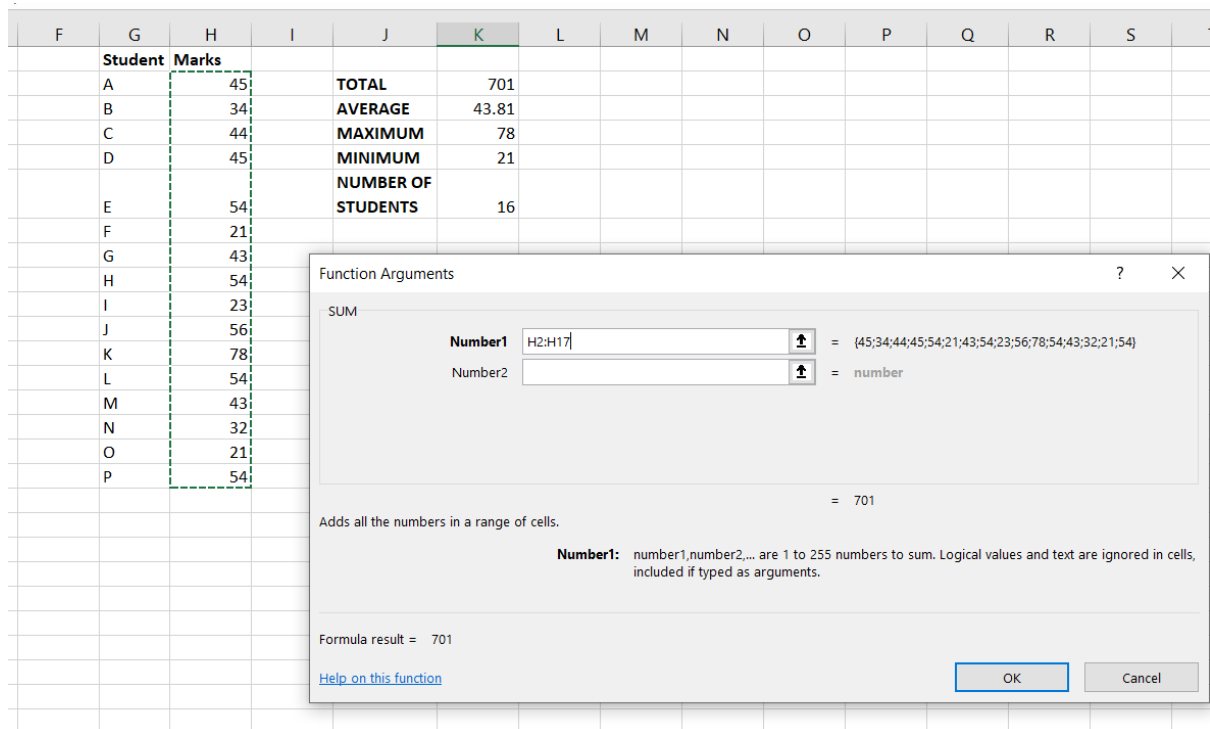 F G H I J K L M N O P Q R S
Student Marks
A 45 TOTAL 701
B 34 AVERAGE 43.81
C 44 MAXIMUM 78
D 45 MINIMUM 21
NUMBER OF
E 54 STUDENTS 16
F 21
G 43
H 54
I 23
J 56
K 78
L 54
M 43
N 32
O 21
P 54
Function Arguments ? ×
SUM
Number1 H2:H17 = {45;34;44;45;54;21;43;54;23;56;78;54;43;32;21;54}
Number2 = number
= 701
Adds all the numbers in a range of cells.
Number1: number1,number2,... are 1 to 255 numbers to sum. Logical values and text are ignored in cells,
included if typed as arguments.
Formula result = 701
Help on this function OK Cancel